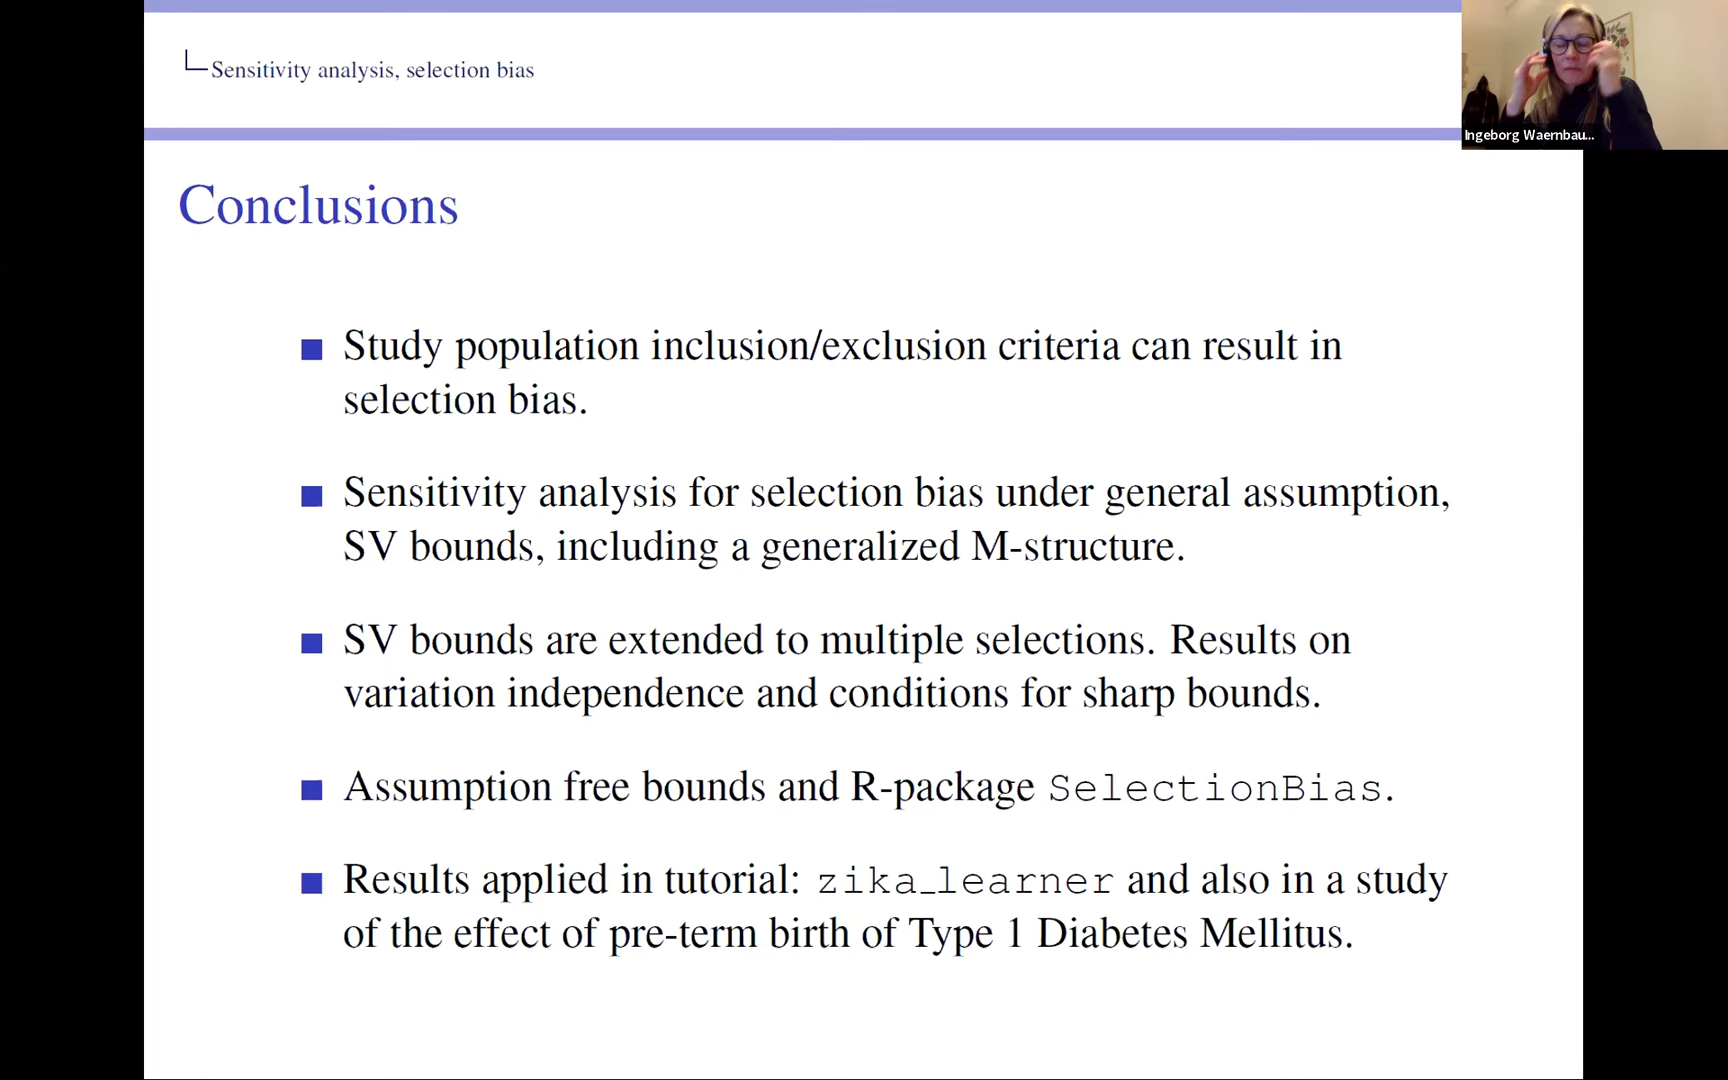 Sensitivity analysis, selection bias
Ingeborg Waernbau...
Conclusions
Study population inclusion/exclusion criteria can result in
selection bias.
Sensitivity analysis for selection bias under general assumption,
SV bounds, including a generalized M-structure.
SV bounds are extended to multiple selections. Results on
variation independence and conditions for sharp bounds.
Assumption free bounds and R-package SelectionBias.
Results applied in tutorial: zika_learner and also in a study
of the effect of pre-term birth of Type 1 Diabetes Mellitus.